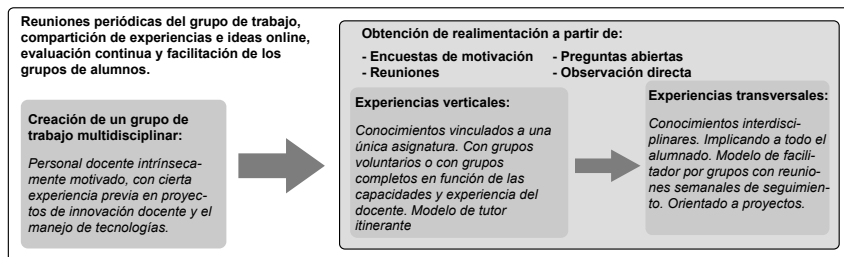 Reuniones periódicas del grupo de trabajo,
compartición de experiencias e ideas online,
evaluación continua y facilitación de los
grupos de alumnos.
Creación de un grupo de
trabajo multidisciplinar:
Personal docente intrínseca-
mente motivado, con cierta
experiencia previa en proyec-
tos de innovación docente y el
manejo de tecnologías.
Obtención de realimentación a partir de:
- Encuestas de motivación - Preguntas abiertas
- Reuniones - Observación directa
Experiencias verticales:
Conocimientos vinculados a una
única asignatura. Con grupos
voluntarios o con grupos
completos en función de las
capacidades y experiencia del
docente. Modelo de tutor
itinerante
Experiencias transversales:
Conocimientos interdisci-
plinares. Implicando a todo el
alumnado. Modelo de facili-
tador por grupos con reunio-
nes semanales de seguimien-
to. Orientado a proyectos.